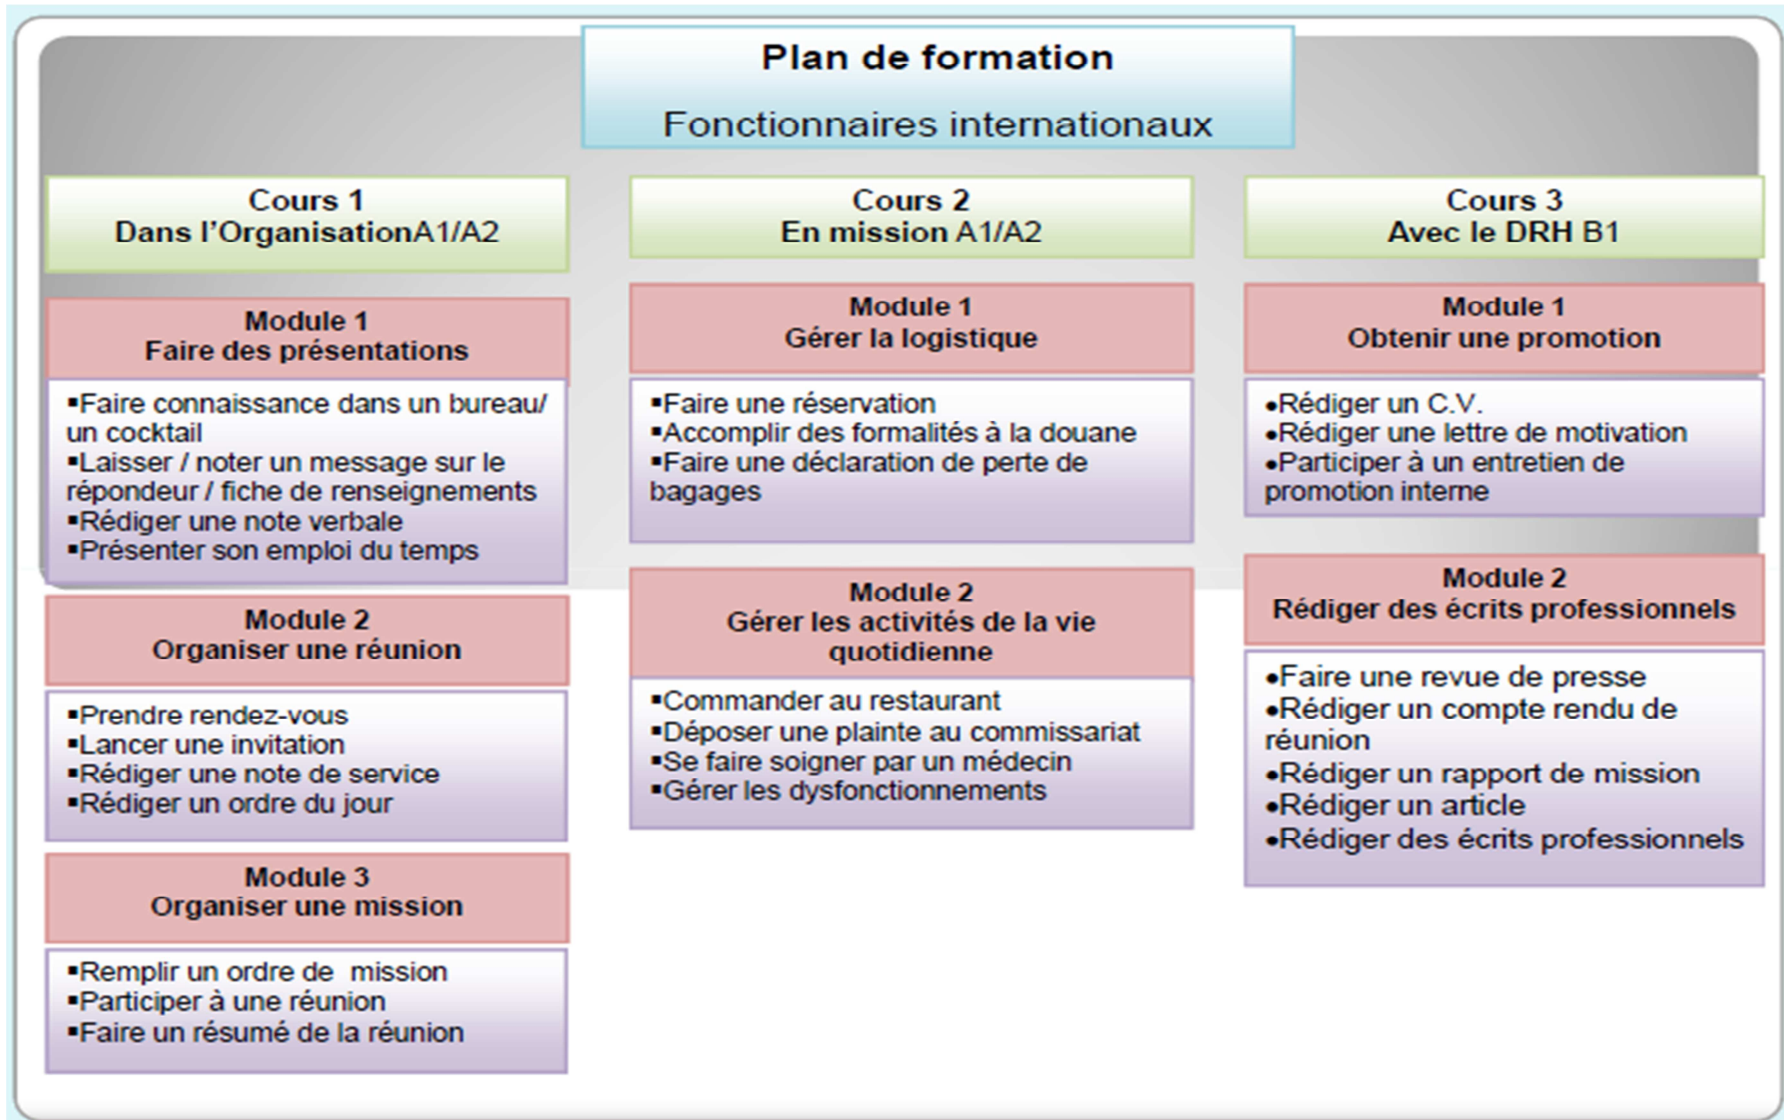 Plan de formation
Fonctionnaires internationaux
Cours 1
Dans l'OrganisationA1/A2
Module 1
Faire des présentations
▪Faire connaissance dans un bureau/
un cocktail
▪Laisser / noter un message sur le
répondeur / fiche de renseignements
▪Rédiger une note verbale
▪Présenter son emploi du temps
Module 2
Organiser une réunion
▪Prendre rendez-vous
▪Lancer une invitation
▪Rédiger une note de service
▪Rédiger un ordre du jour
Module 3
Organiser une mission
▪Remplir un ordre de  mission
▪Participer à une réunion
▪Faire un résumé de la réunion
Cours 2
En mission A1/A2
Module 1
Gérer la logistique
▪Faire une réservation
▪Accomplir des formalités à la douane
▪Faire une déclaration de perte de
bagages
Module 2
Gérer les activités de la vie
quotidienne
▪Commander au restaurant
▪Déposer une plainte au commissariat
▪Se faire soigner par un médecin
▪Gérer les dysfonctionnements
Cours 3
Avec le DRH B1
Module 1
Obtenir une promotion
●Rédiger un C.V.
●Rédiger une lettre de motivation
●Participer à un entretien de
promotion interne
Module 2
Rédiger des écrits professionnels
●Faire une revue de presse
●Rédiger un compte rendu de
réunion
●Rédiger un rapport de mission
●Rédiger un article
●Rédiger des écrits professionnels